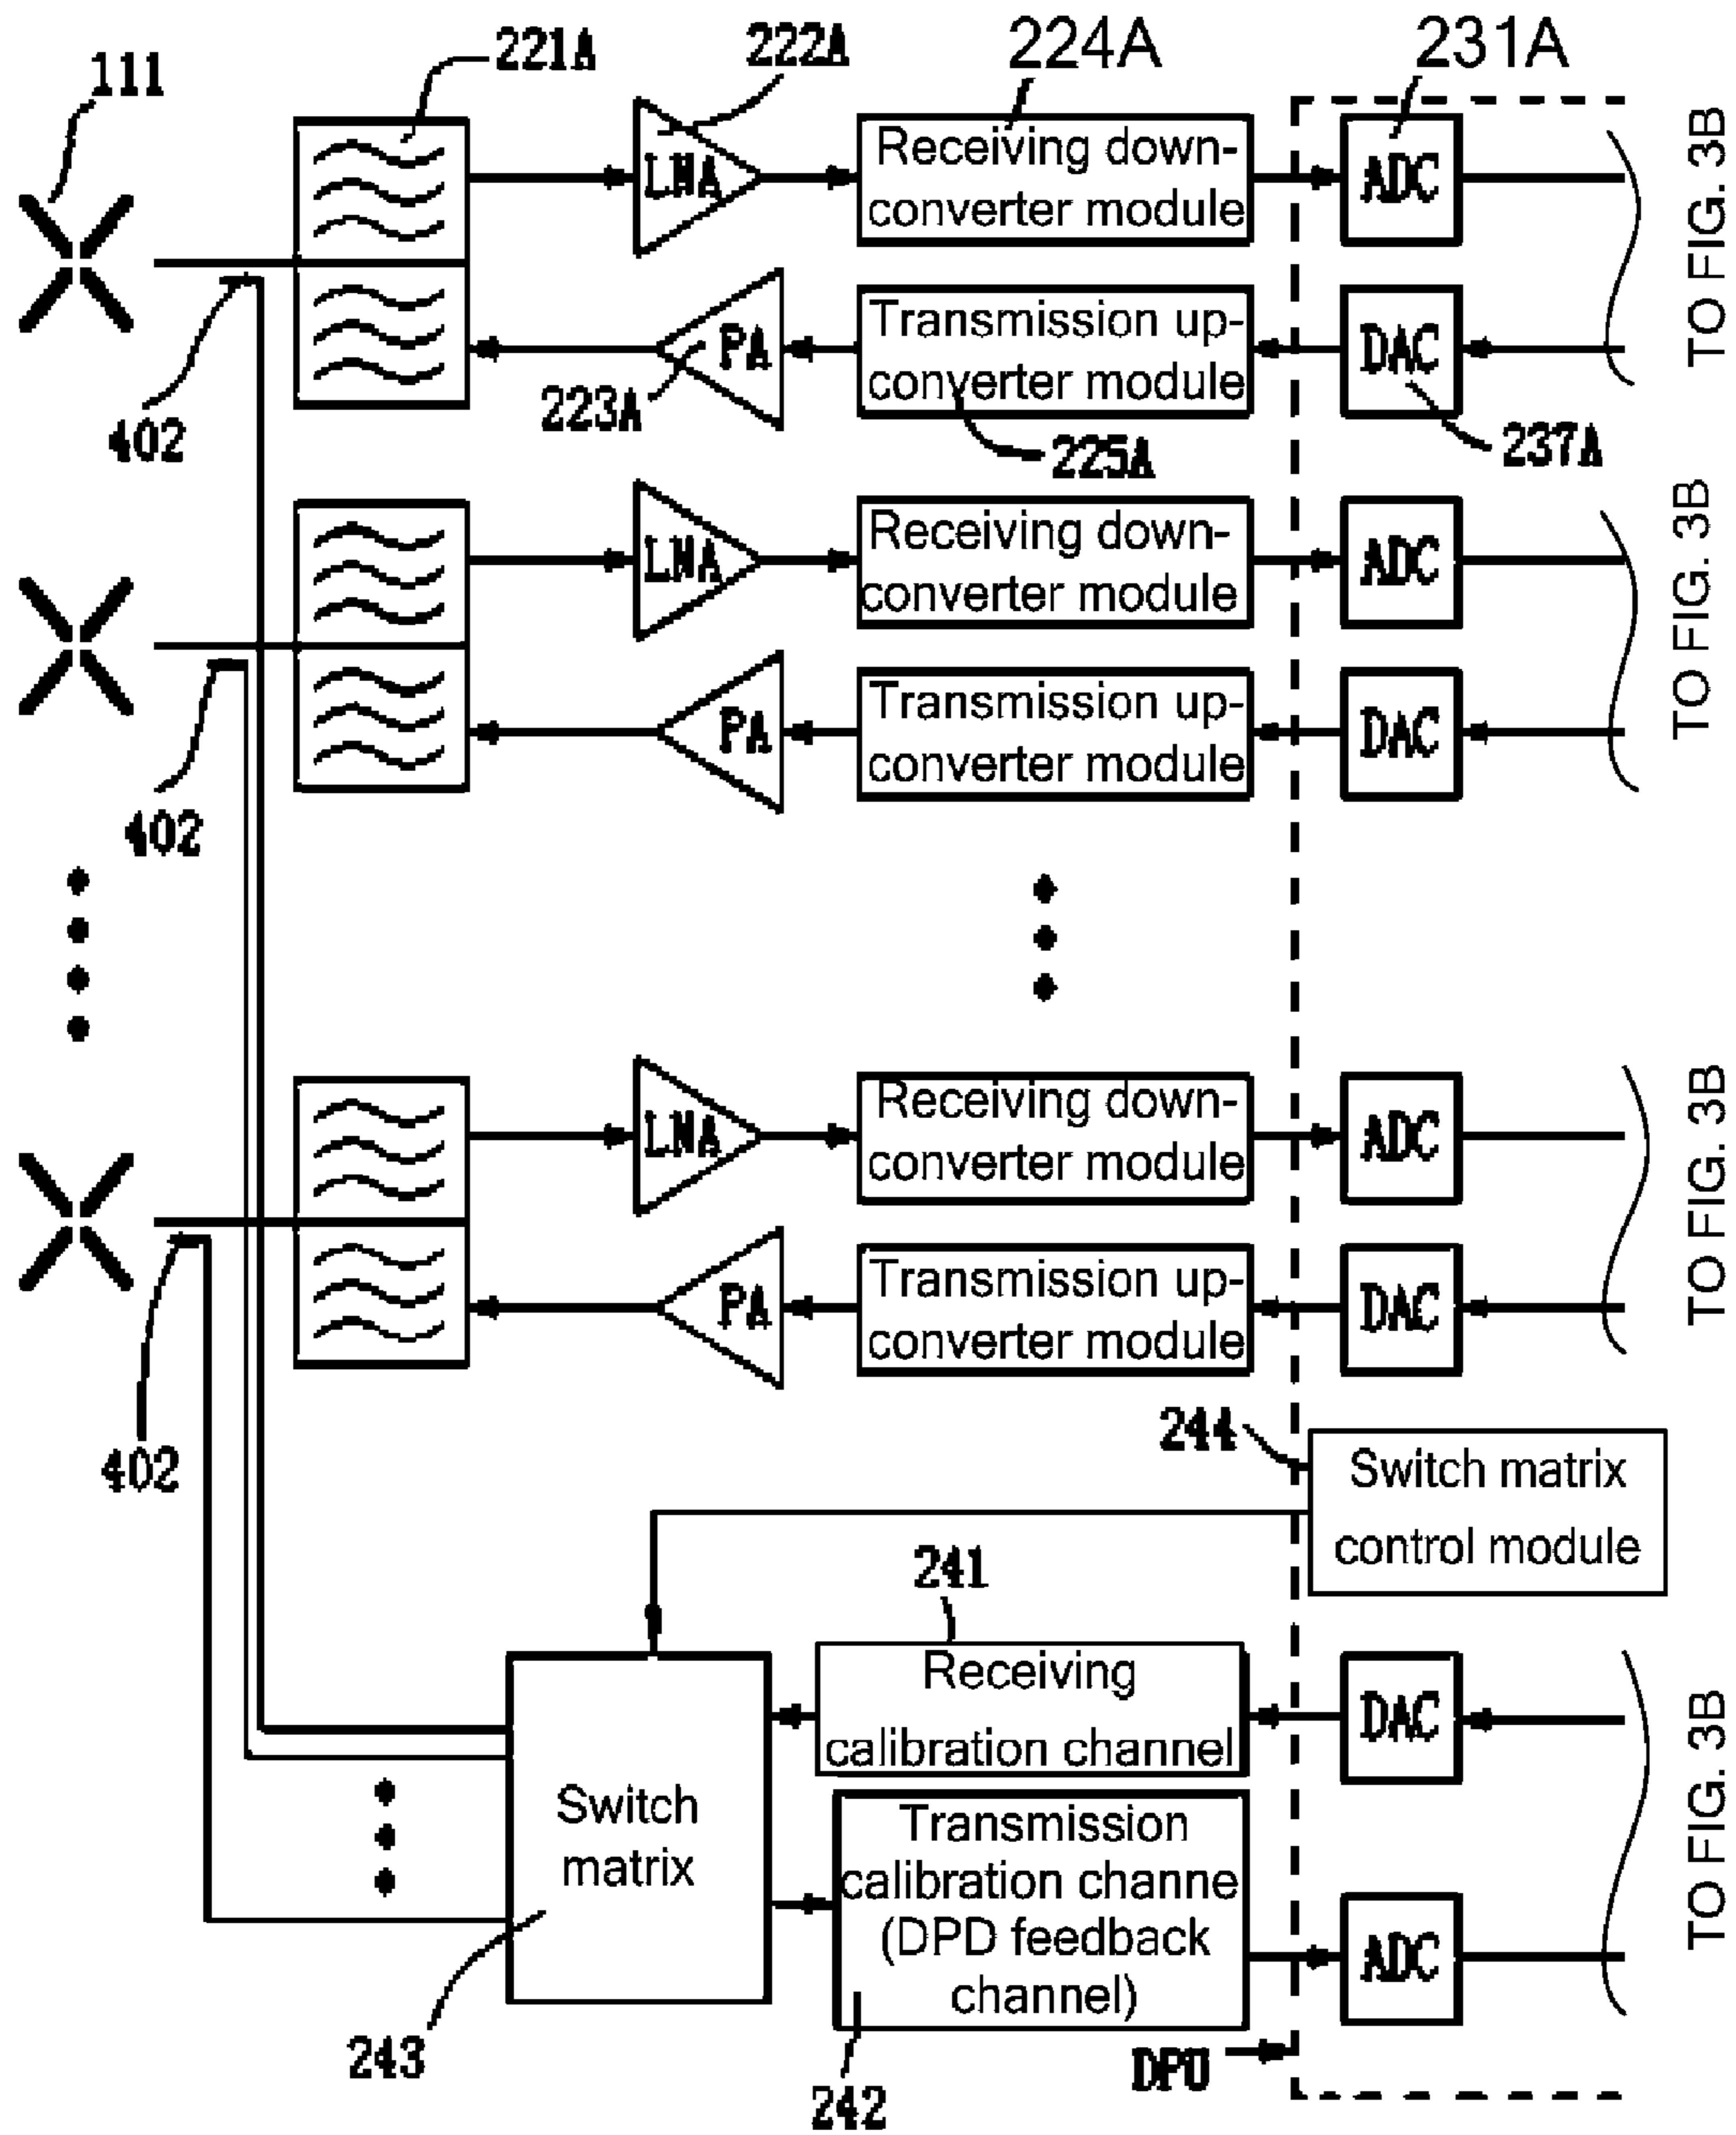 111
221A
222A
224A
231A
LNA
Receiving down-
converter module
ADC
TO FIG. 3B
PA
Transmission up-
converter module
DAC
402
223A
225A
237A
LNA
Receiving down-
converter module
ADC
TO FIG. 3B
PA
Transmission up-
converter module
DAC
402
LNA
Receiving down-
converter module
ADC
TO FIG. 3B
PA
Transmission up-
converter module
DAC
402
244
Switch matrix
control module
241
Receiving
calibration channel
DAC
TO FIG. 3B
Switch
matrix
Transmission
calibration channe
(DPD feedback
channel)
ADC
243
242
DPU